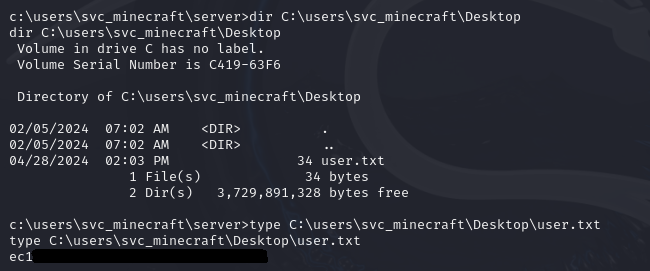 c:\users\svc_minecraft\server>dir C:\users\svc_minecraft\Desktop
dir C:\users\svc_minecraft\Desktop
 Volume in drive C has no label.
 Volume Serial Number is C419-63F6

 Directory of C:\users\svc_minecraft\Desktop

02/05/2024  07:02 AM    <DIR>          .
02/05/2024  07:02 AM    <DIR>          ..
04/28/2024  02:03 PM                34 user.txt
               1 File(s)             34 bytes
               2 Dir(s)   3,729,891,328 bytes free

c:\users\svc_minecraft\server>type C:\users\svc_minecraft\Desktop\user.txt
type C:\users\svc_minecraft\Desktop\user.txt
ec1